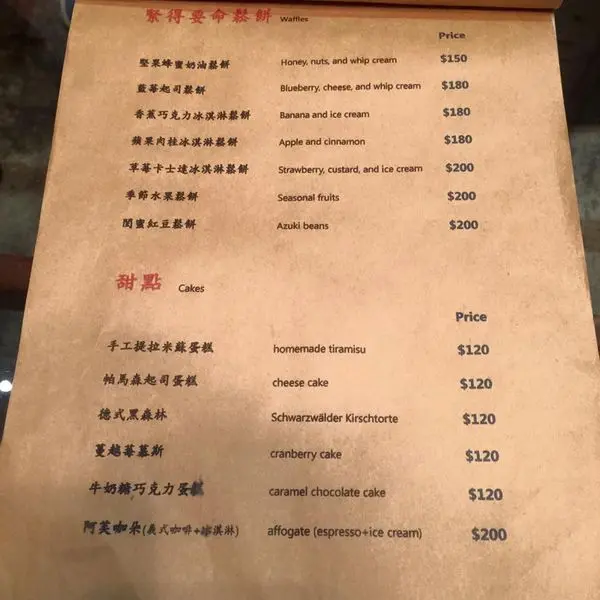 緊得要命鬆餅 Waffles
Price
堅果蜂蜜奶油鬆餅 Honey, nuts, and whip cream $150
藍莓起司鬆餅 Blueberry, cheese, and whip cream $180
香蕉巧克力冰淇淋鬆餅 Banana and ice cream $180
蘋果肉桂冰淇淋鬆餅 Apple and cinnamon $180
草莓卡士達冰淇淋鬆餅 Strawberry, custard, and ice cream $200
季節水果鬆餅 Seasonal fruits $200
閨蜜紅豆鬆餅 Azuki beans $200
甜點 Cakes
Price
手工提拉米蘇蛋糕 homemade tiramisu $120
帕馬森起司蛋糕 cheese cake $120
德式黑森林 Schwarzwälder Kirschtorte $120
蔓越莓慕斯 cranberry cake $120
牛奶糖巧克力蛋糕 caramel chocolate cake $120
阿芙咖朵(義式咖啡+冰淇淋) affogate (espresso+ice cream) $200